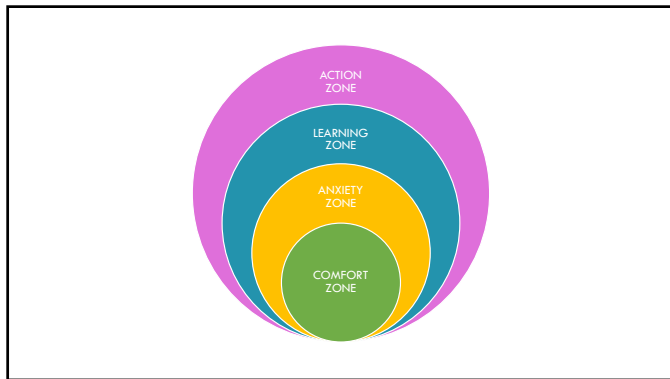 ACTION
ZONE
LEARNING
ZONE
ANXIETY
ZONE
COMFORT
ZONE